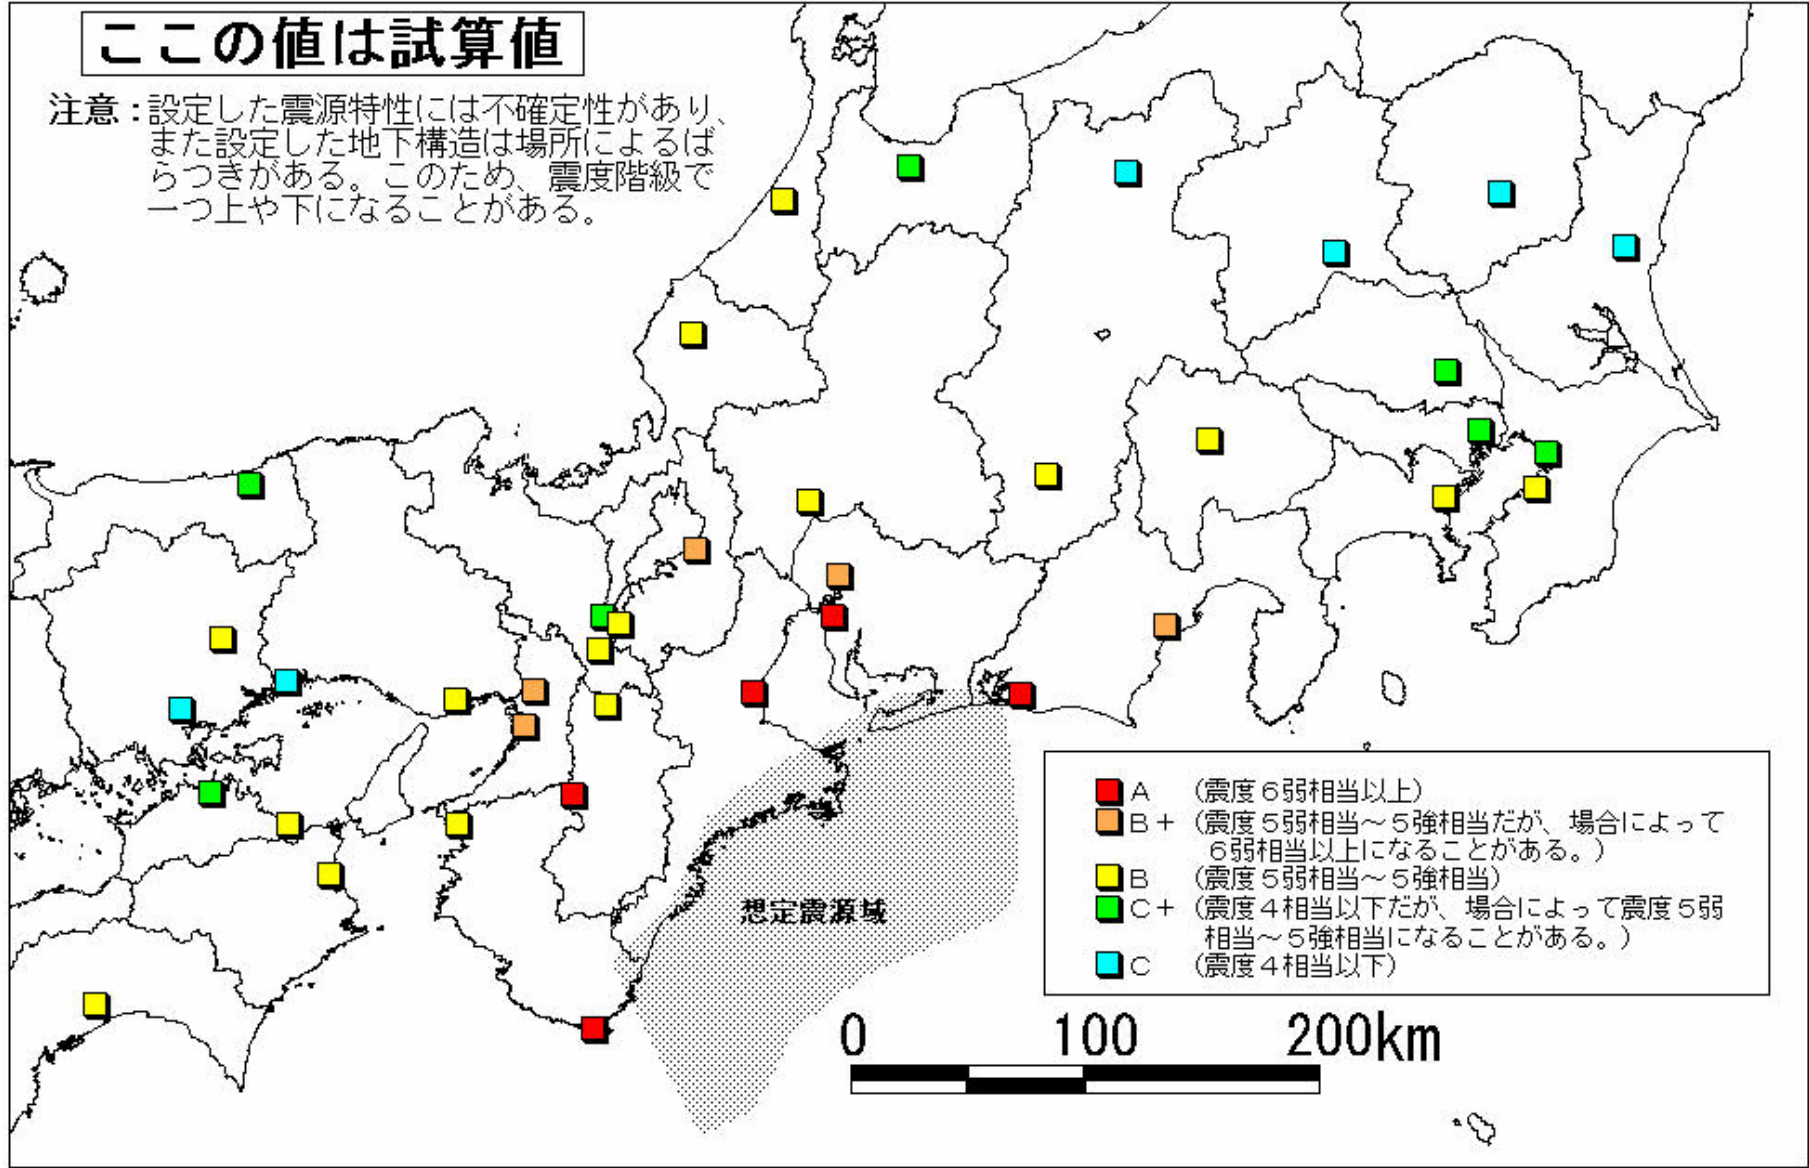 ここの値は試算値
注意：設定した震源特性には不確定性があり、
また設定した地下構造は場所によるば
らつきがある。このため、震度階級で
一つ上や下になることがある。
想定震源域
A （震度６弱相当以上）
B＋ （震度５弱相当～５強相当だが、場合によって
６弱相当以上になることがある。）
B （震度５弱相当～５強相当）
C＋ （震度４相当以下だが、場合によって震度５弱
相当～５強相当になることがある。）
C （震度４相当以下）
0 100 200km